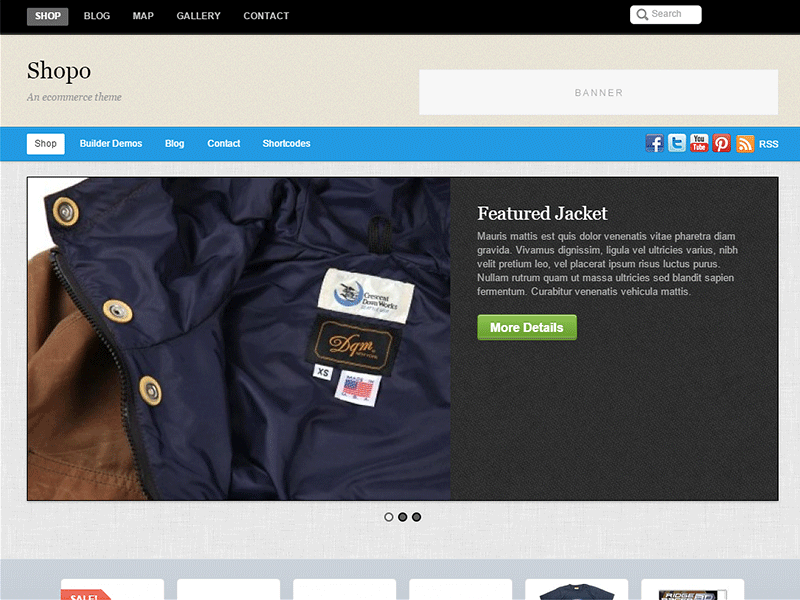 SHOP BLOG MAP GALLERY CONTACT Search
Shopo
An ecommerce theme
BANNER
Shop Builder Demos Blog Contact Shortcodes You Tube RSS
Crescent
Down Works
Dqm
NEW YORK
XS
MADE
Featured Jacket
Mauris mattis est quis dolor venenatis vitae pharetra diam
gravida. Vivamus dignissim, ligula vel ultricies varius, nibh
velit pretium leo, vel placerat ipsum risus luctus purus.
Nullam rutrum quam ut massa ultricies sed blandit sapien
fermentum. Curabitur venenatis vehicula mattis.
More Details
SALE!